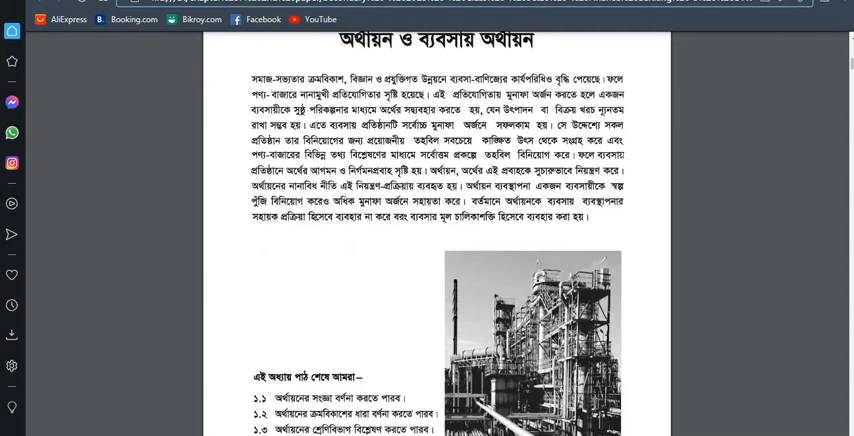 AliExpress Booking.com Bikroy.com Facebook YouTube
অর্থায়ন ও ব্যবসায় অর্থায়ন
সমাজ-সভ্যতার ক্রমবিকাশ, বিজ্ঞান ও প্রযুক্তিগত উন্নয়নে ব্যবসা-বাণিজ্যের কার্যপরিধিও বৃদ্ধি পেয়েছে। ফলে
পণ্য-বাজারে নানামুখী প্রতিযোগিতার সৃষ্টি হয়েছে। এই প্রতিযোগিতায় মুনাফা অর্জন করতে হলে একজন
ব্যবসায়ীকে সুষ্ঠু পরিকল্পনার মাধ্যমে অর্থের সদ্ব্যবহার করতে হয়, যেন উৎপাদন বা বিক্রয় খরচ ন্যূনতম
রাখা সম্ভব হয়। এতে ব্যবসায় প্রতিষ্ঠানটি সর্বোচ্চ মুনাফা অর্জনে সফলকাম হয়। সে উদ্দেশ্যে সকল
প্রতিষ্ঠান তার বিনিয়োগের জন্য প্রয়োজনীয় তহবিল সবচেয়ে কাঙ্ক্ষিত উৎস থেকে সংগ্রহ করে এবং
পণ্য-বাজারের বিভিন্ন তথ্য বিশ্লেষণের মাধ্যমে সর্বোত্তম প্রকল্পে তহবিল বিনিয়োগ করে। ফলে ব্যবসায়
প্রতিষ্ঠানে অর্থের আগমন ও নির্গমনপ্রবাহ সৃষ্টি হয়। অর্থায়ন, অর্থের এই প্রবাহকে সুচারুভাবে নিয়ন্ত্রণ করে।
অর্থায়নের নানাবিধ নীতি এই নিয়ন্ত্রণ-প্রক্রিয়ায় ব্যবহৃত হয়। অর্থায়ন ব্যবস্থাপনা একজন ব্যবসায়ীকে স্বল্প
পুঁজি বিনিয়োগ করেও অধিক মুনাফা অর্জনে সহায়তা করে। বর্তমানে অর্থায়নকে ব্যবসায় ব্যবস্থাপনার
সহায়ক প্রক্রিয়া হিসেবে ব্যবহার না করে বরং ব্যবসার মূল চালিকাশক্তি হিসেবে ব্যবহার করা হয়।
এই অধ্যায় পাঠ শেষে আমরা—
১.১ অর্থায়নের সংজ্ঞা বর্ণনা করতে পারব।
১.২ অর্থায়নের ক্রমবিকাশের ধারা বর্ণনা করতে পারব।
১.৩ অর্থায়নের শ্রেণিবিভাগ বিশ্লেষণ করতে পারব।